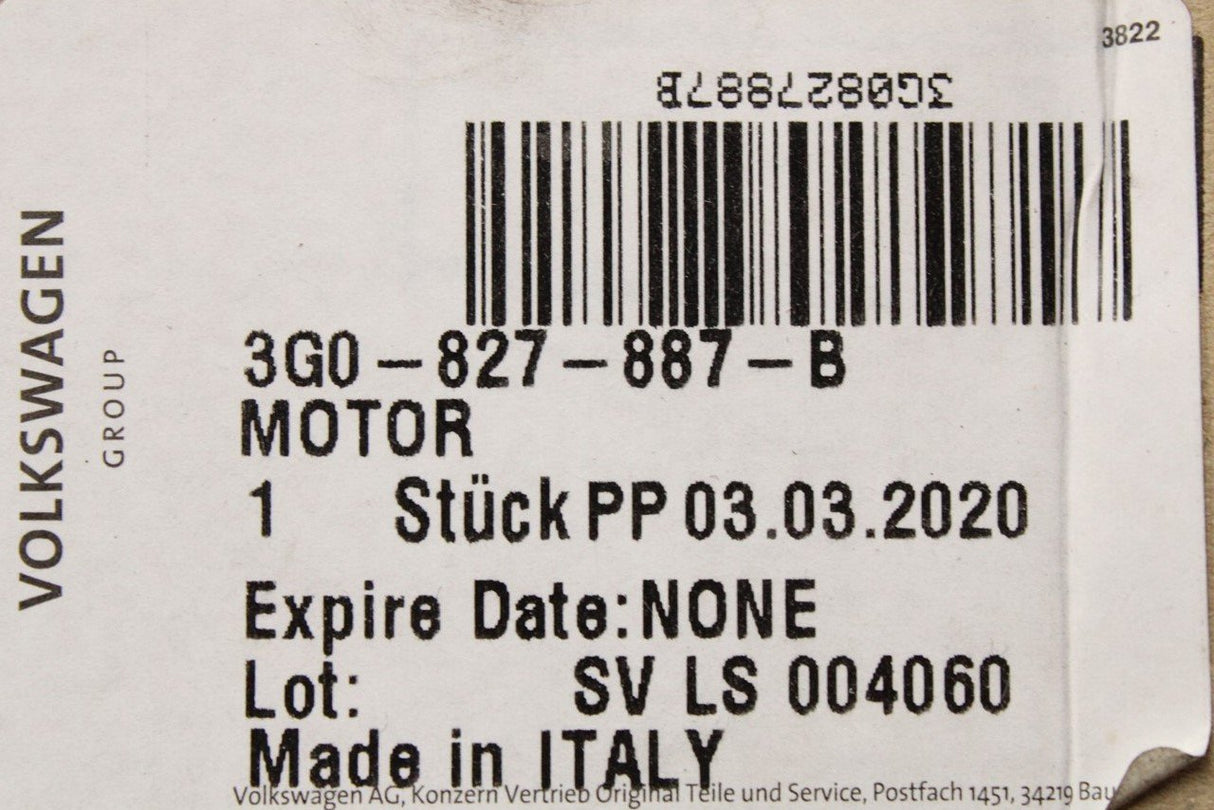 3822
3G0827887B
3G0 – 827 – 887 – B
MOTOR
1 Stück PP 03.03.2020
Expire Date:NONE
Lot: SV LS 004060
Made in ITALY
Volkswagen AG, Konzern Vertrieb Original Teile und Service, Postfach 1451, 34219
VOLKSWAGEN
GROUP